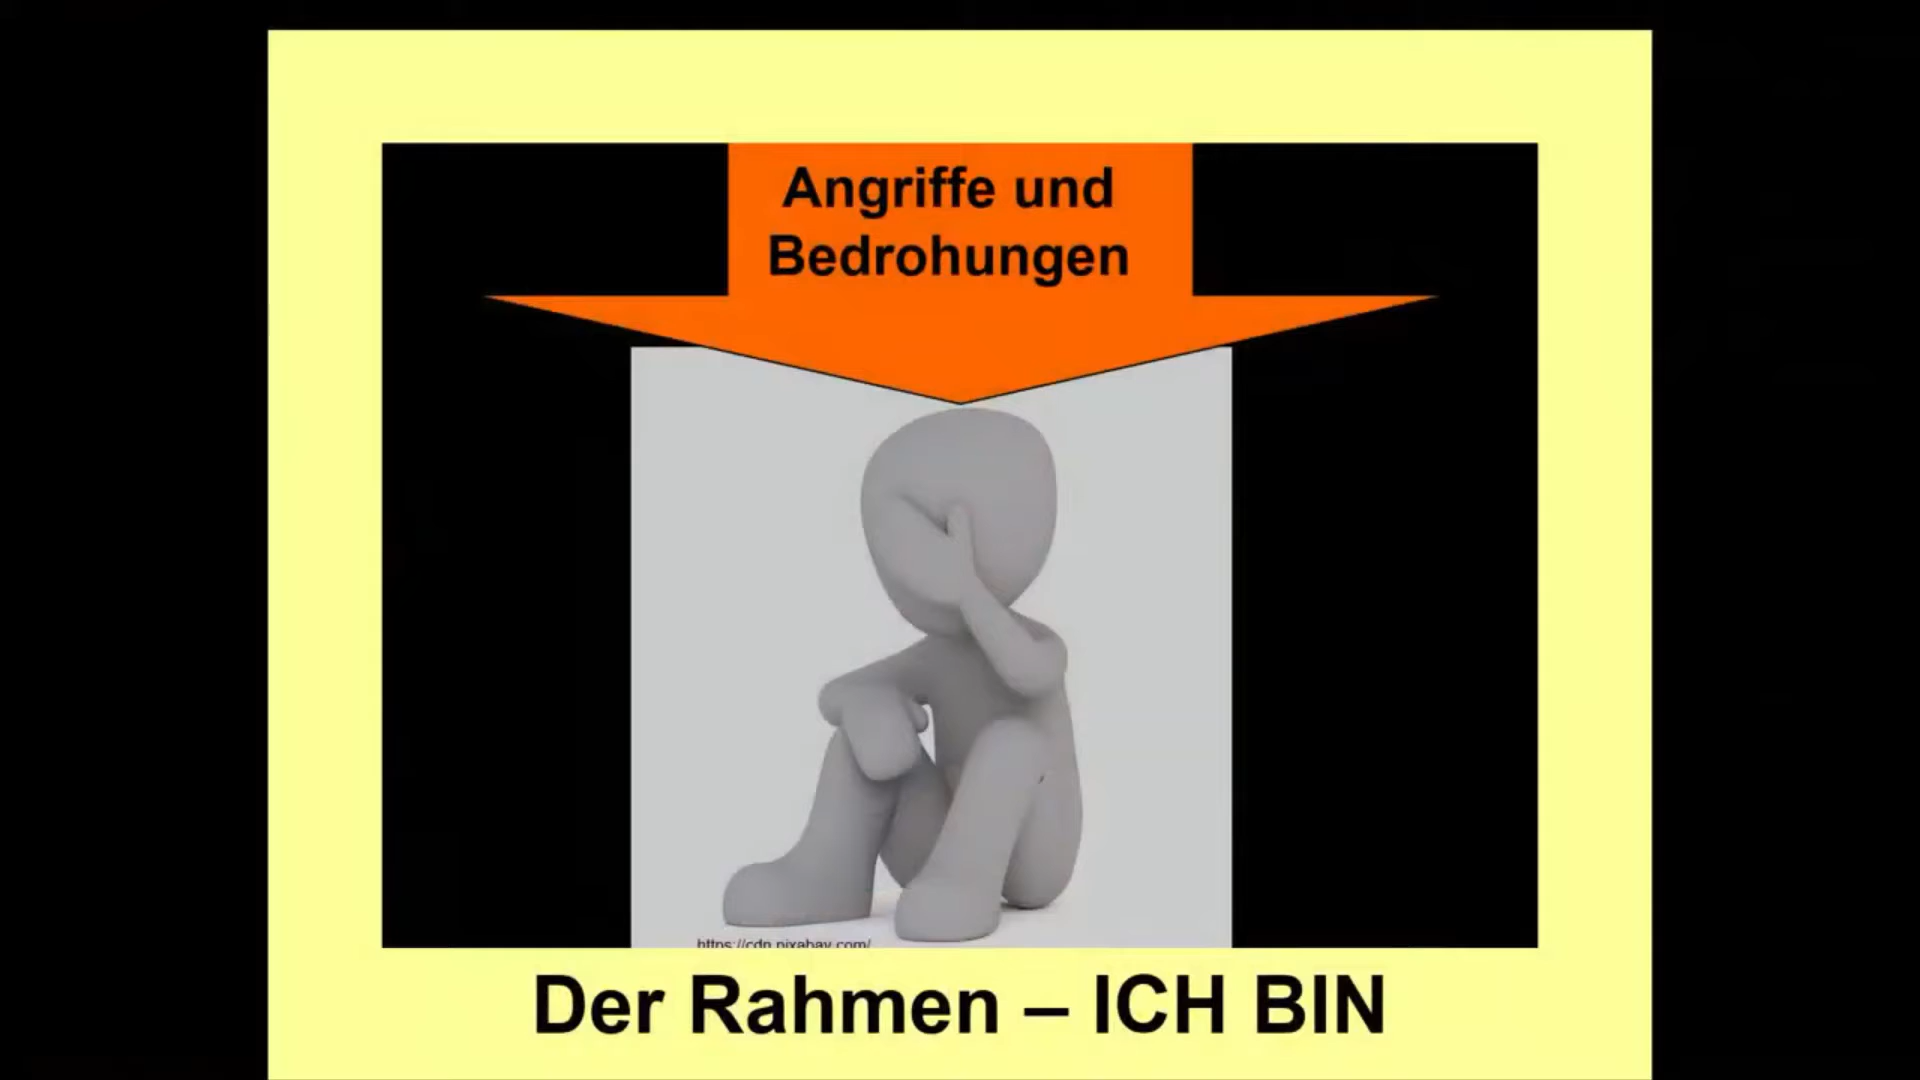 Angriffe und
Bedrohungen
https://cdn.pixabay.com/
Der Rahmen – ICH BIN